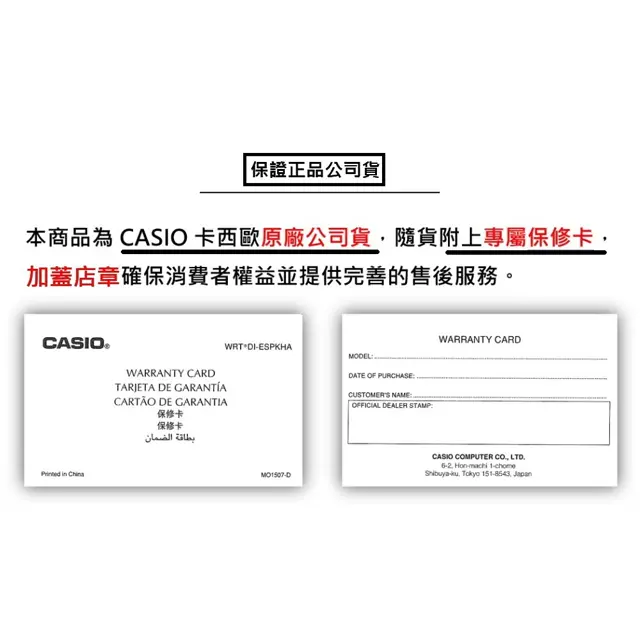 保證正品公司貨
本商品為 CASIO 卡西歐原廠公司貨，隨貨附上專屬保修卡，
加蓋店章確保消費者權益並提供完善的售後服務。
CASIO®
WRT*DI-ESPKHA
WARRANTY CARD
TARJETA DE GARANTÍA
CARTÃO DE GARANTIA
保修卡
保修卡
بطاقة الضمان
Printed in China
MO1507-D
WARRANTY CARD
MODEL:
DATE OF PURCHASE:
CUSTOMER'S NAME:
OFFICIAL DEALER STAMP:
CASIO COMPUTER CO., LTD.
6-2, Hon-machi 1-chome
Shibuya-ku, Tokyo 151-8543, Japan